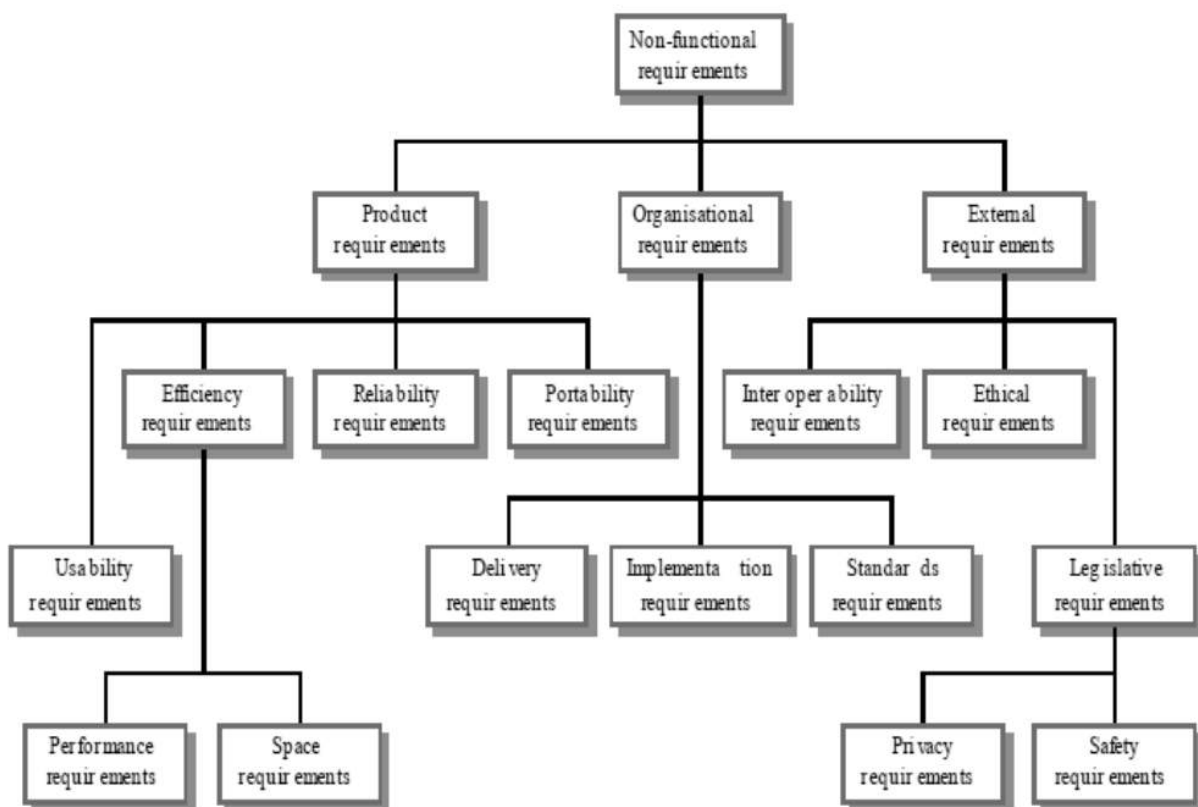 Non-functional
requir ements
Product
requir ements
Organisational
requir ements
External
requir ements
Efficiency
requir ements
Reliability
requir ements
Portability
requir ements
Inter oper ability
requir ements
Ethical
requir ements
Usability
requir ements
Delivery
requir ements
Implementa tion
requir ements
Standar ds
requir ements
Leg islative
requir ements
Performance
requir ements
Space
requir ements
Privacy
requir ements
Safety
requir ements